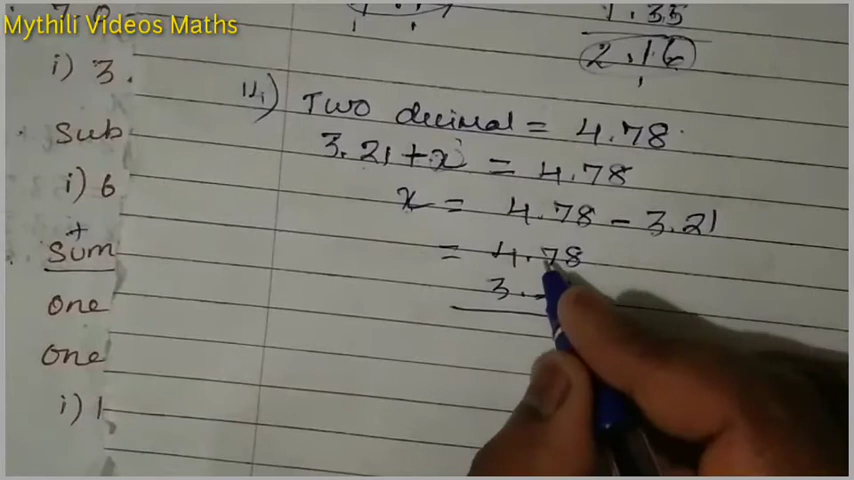 Mythili Videos Maths
1.35
2.16
i) 3.
Sub
i) 6
+
Sum
one
one
i) 1
iii) Two decimal = 4.78
3.21 + x = 4.78
x = 4.78 - 3.21
= 4.78
3.